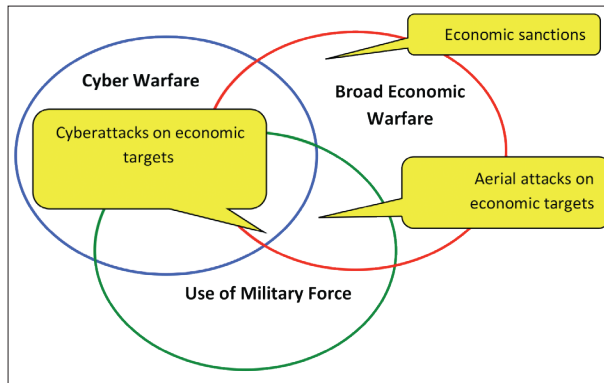 Economic sanctions
Cyber Warfare
Broad Economic
Warfare
Cyberattacks on economic
targets
Aerial attacks on
economic targets
Use of Military Force